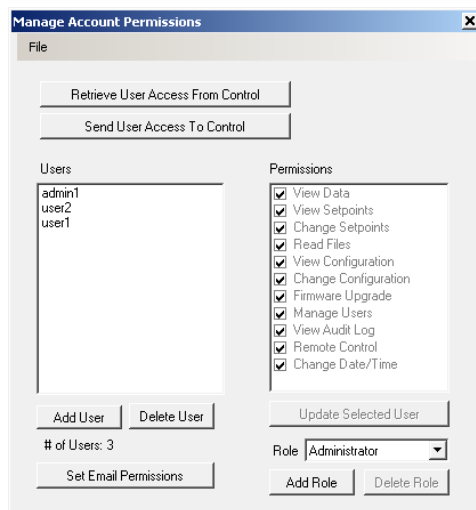 Manage Account Permissions
File
Retrieve User Access From Control
Send User Access To Control
Users
admin1
user2
user1
Add User
Delete User
# of Users: 3
Set Email Permissions
Permissions
View Data
View Setpoints
Change Setpoints
Read Files
View Configuration
Change Configuration
Firmware Upgrade
Manage Users
View Audit Log
Remote Control
Change Date/Time
Update Selected User
Role Administrator
Add Role
Delete Role